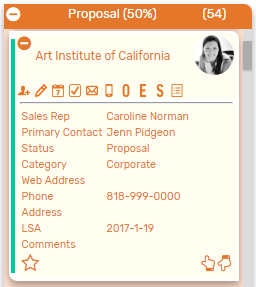 Proposal (50%) (54)
Art Institute of California
7 O E S
Sales Rep Caroline Norman
Primary Contact Jenn Pidgeon
Status Proposal
Category Corporate
Web Address
Phone 818-999-0000
Address
LSA 2017-1-19
Comments